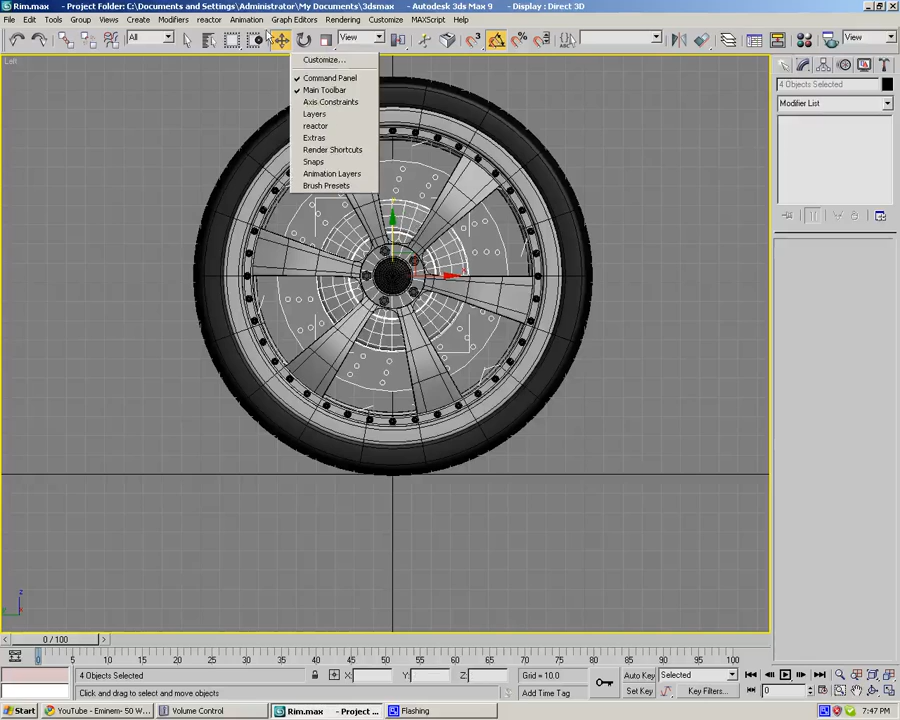 Rim.max - Project Folder: C:\Documents and Settings\Administrator\My Documents\3dsmax - Autodesk 3ds Max 9 - Display : Direct 3D
File Edit Tools Group Views Create Modifiers reactor Animation Graph Editors Rendering Customize MAXScript Help
All View View
Left
Customize...
Command Panel
Main Toolbar
Axis Constraints
Layers
reactor
Extras
Render Shortcuts
Snaps
Animation Layers
Brush Presets
4 Objects Selected
Modifier List
0 / 100
0 5 10 15 20 25 30 35 40 45 50 55 60 65 70 75 80 85 90 95 100
4 Objects Selected X: Y: Z: Grid = 10.0 Auto Key Selected
Click and drag to select and move objects Add Time Tag Set Key Key Filters... 0
Start YouTube - Eminem- 50 W... Volume Control Rim.max - Project ... Flashing 7:47 PM